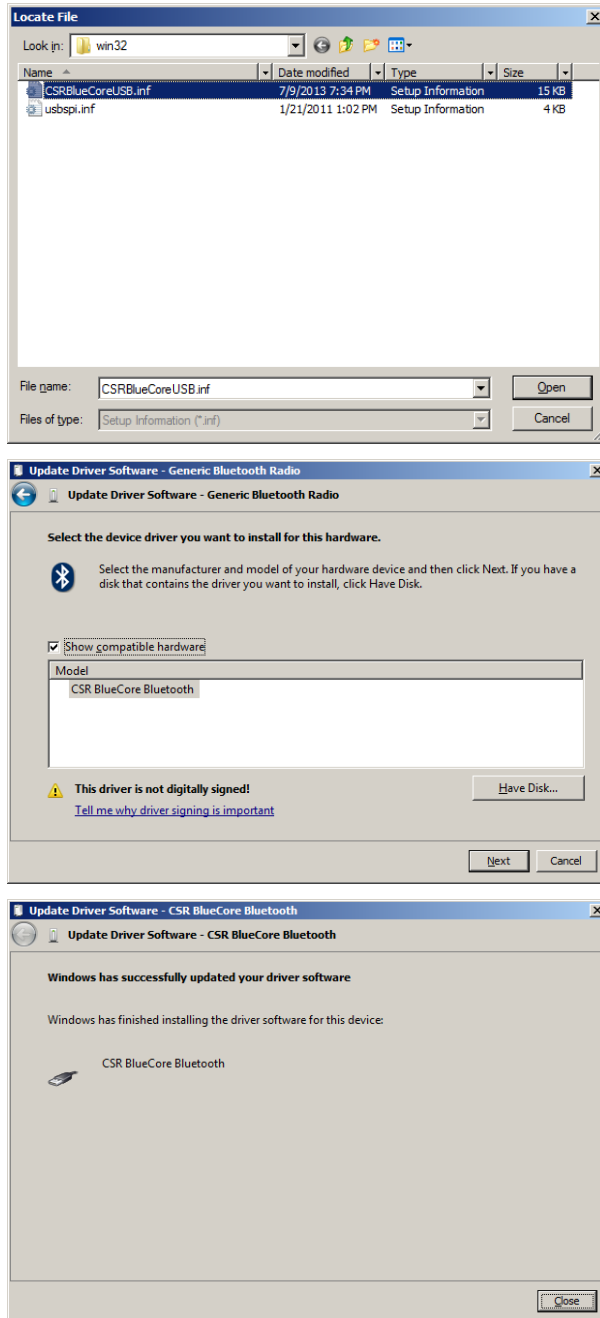 Locate File
Look in: win32
Name Date modified Type Size
CSRBlueCoreUSB.inf 7/9/2013 7:34 PM Setup Information 15 KB
usbspi.inf 1/21/2011 1:02 PM Setup Information 4 KB
File name: CSRBlueCoreUSB.inf Open
Files of type: Setup Information (*.inf) Cancel
Update Driver Software - Generic Bluetooth Radio
Update Driver Software - Generic Bluetooth Radio
Select the device driver you want to install for this hardware.
Select the manufacturer and model of your hardware device and then click Next. If you have a
disk that contains the driver you want to install, click Have Disk.
Show compatible hardware
Model
CSR BlueCore Bluetooth
This driver is not digitally signed! Have Disk...
Tell me why driver signing is important
Next Cancel
Update Driver Software - CSR BlueCore Bluetooth
Update Driver Software - CSR BlueCore Bluetooth
Windows has successfully updated your driver software
Windows has finished installing the driver software for this device:
CSR BlueCore Bluetooth
Close